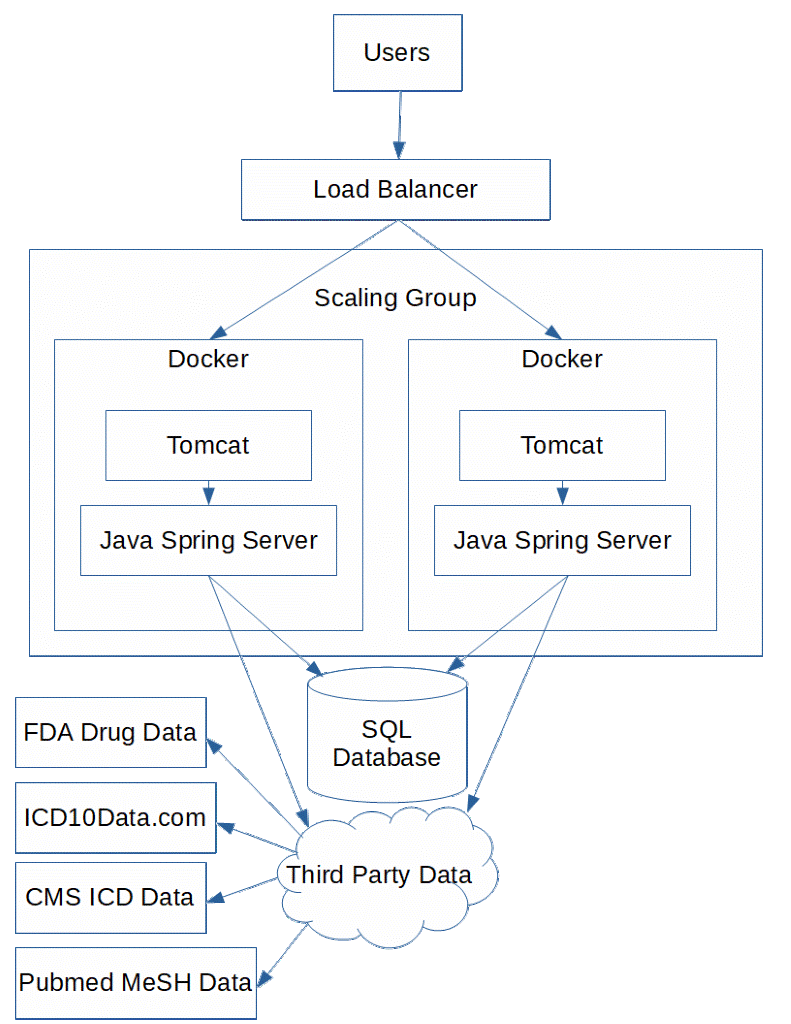 Users
Load Balancer
Scaling Group
Docker
Docker
Tomcat
Tomcat
Java Spring Server
Java Spring Server
SQL
Database
FDA Drug Data
ICD10Data.com
CMS ICD Data
Pubmed MeSH Data
Third Party Data